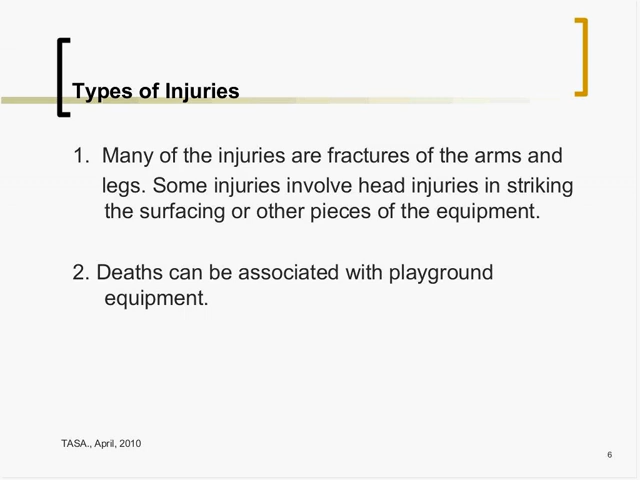 Types of Injuries
1. Many of the injuries are fractures of the arms and
legs. Some injuries involve head injuries in striking
the surfacing or other pieces of the equipment.
2. Deaths can be associated with playground
equipment.
TASA., April, 2010
6